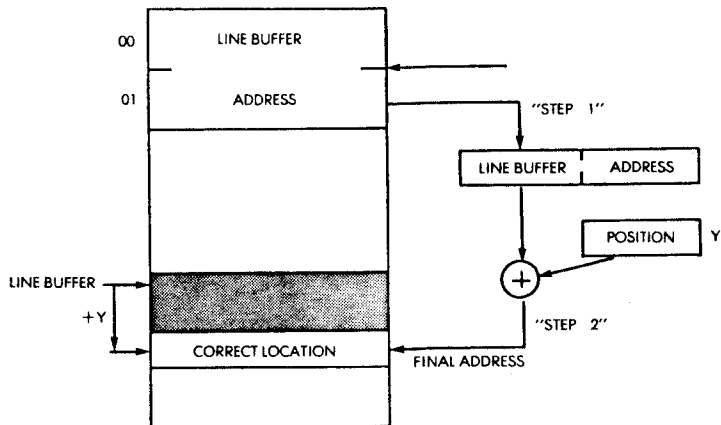 00 LINE BUFFER
01 ADDRESS
"STEP 1"
LINE BUFFER ADDRESS
POSITION Y
LINE BUFFER
+
+Y
"STEP 2"
CORRECT LOCATION
FINAL ADDRESS